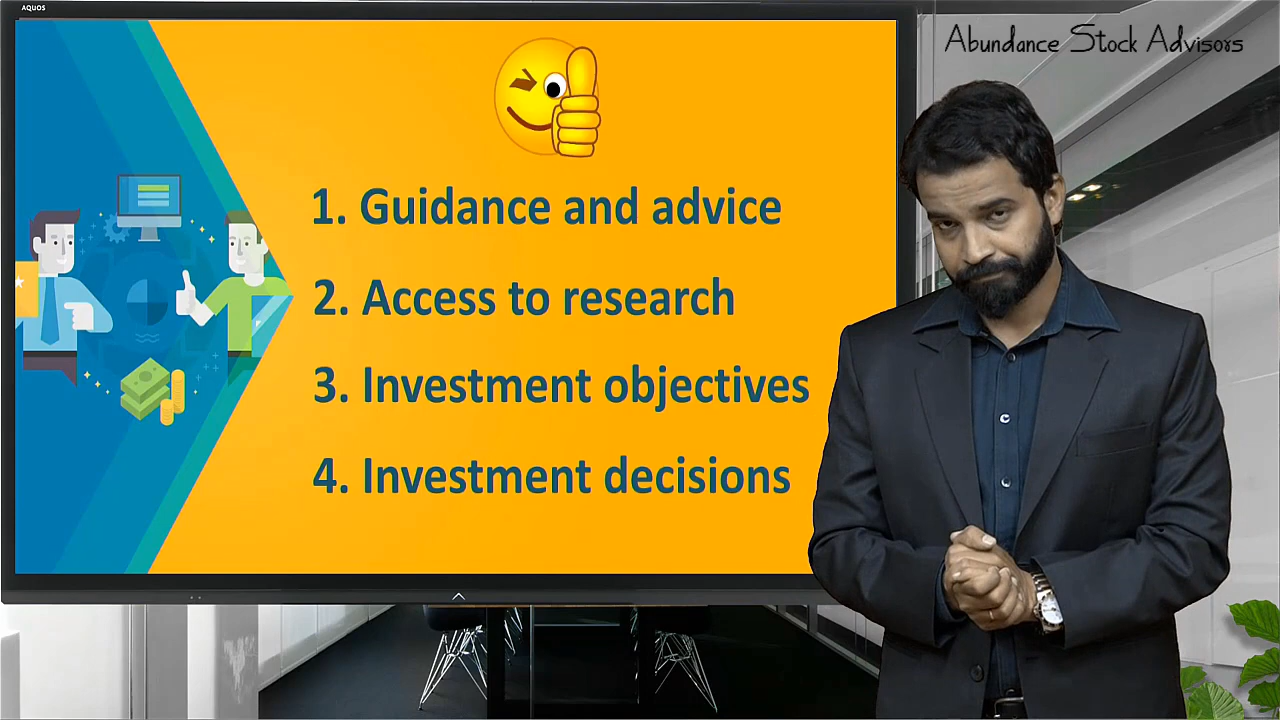 AQUOS
Abundance Stock Advisors
1. Guidance and advice
2. Access to research
3. Investment objectives
4. Investment decisions